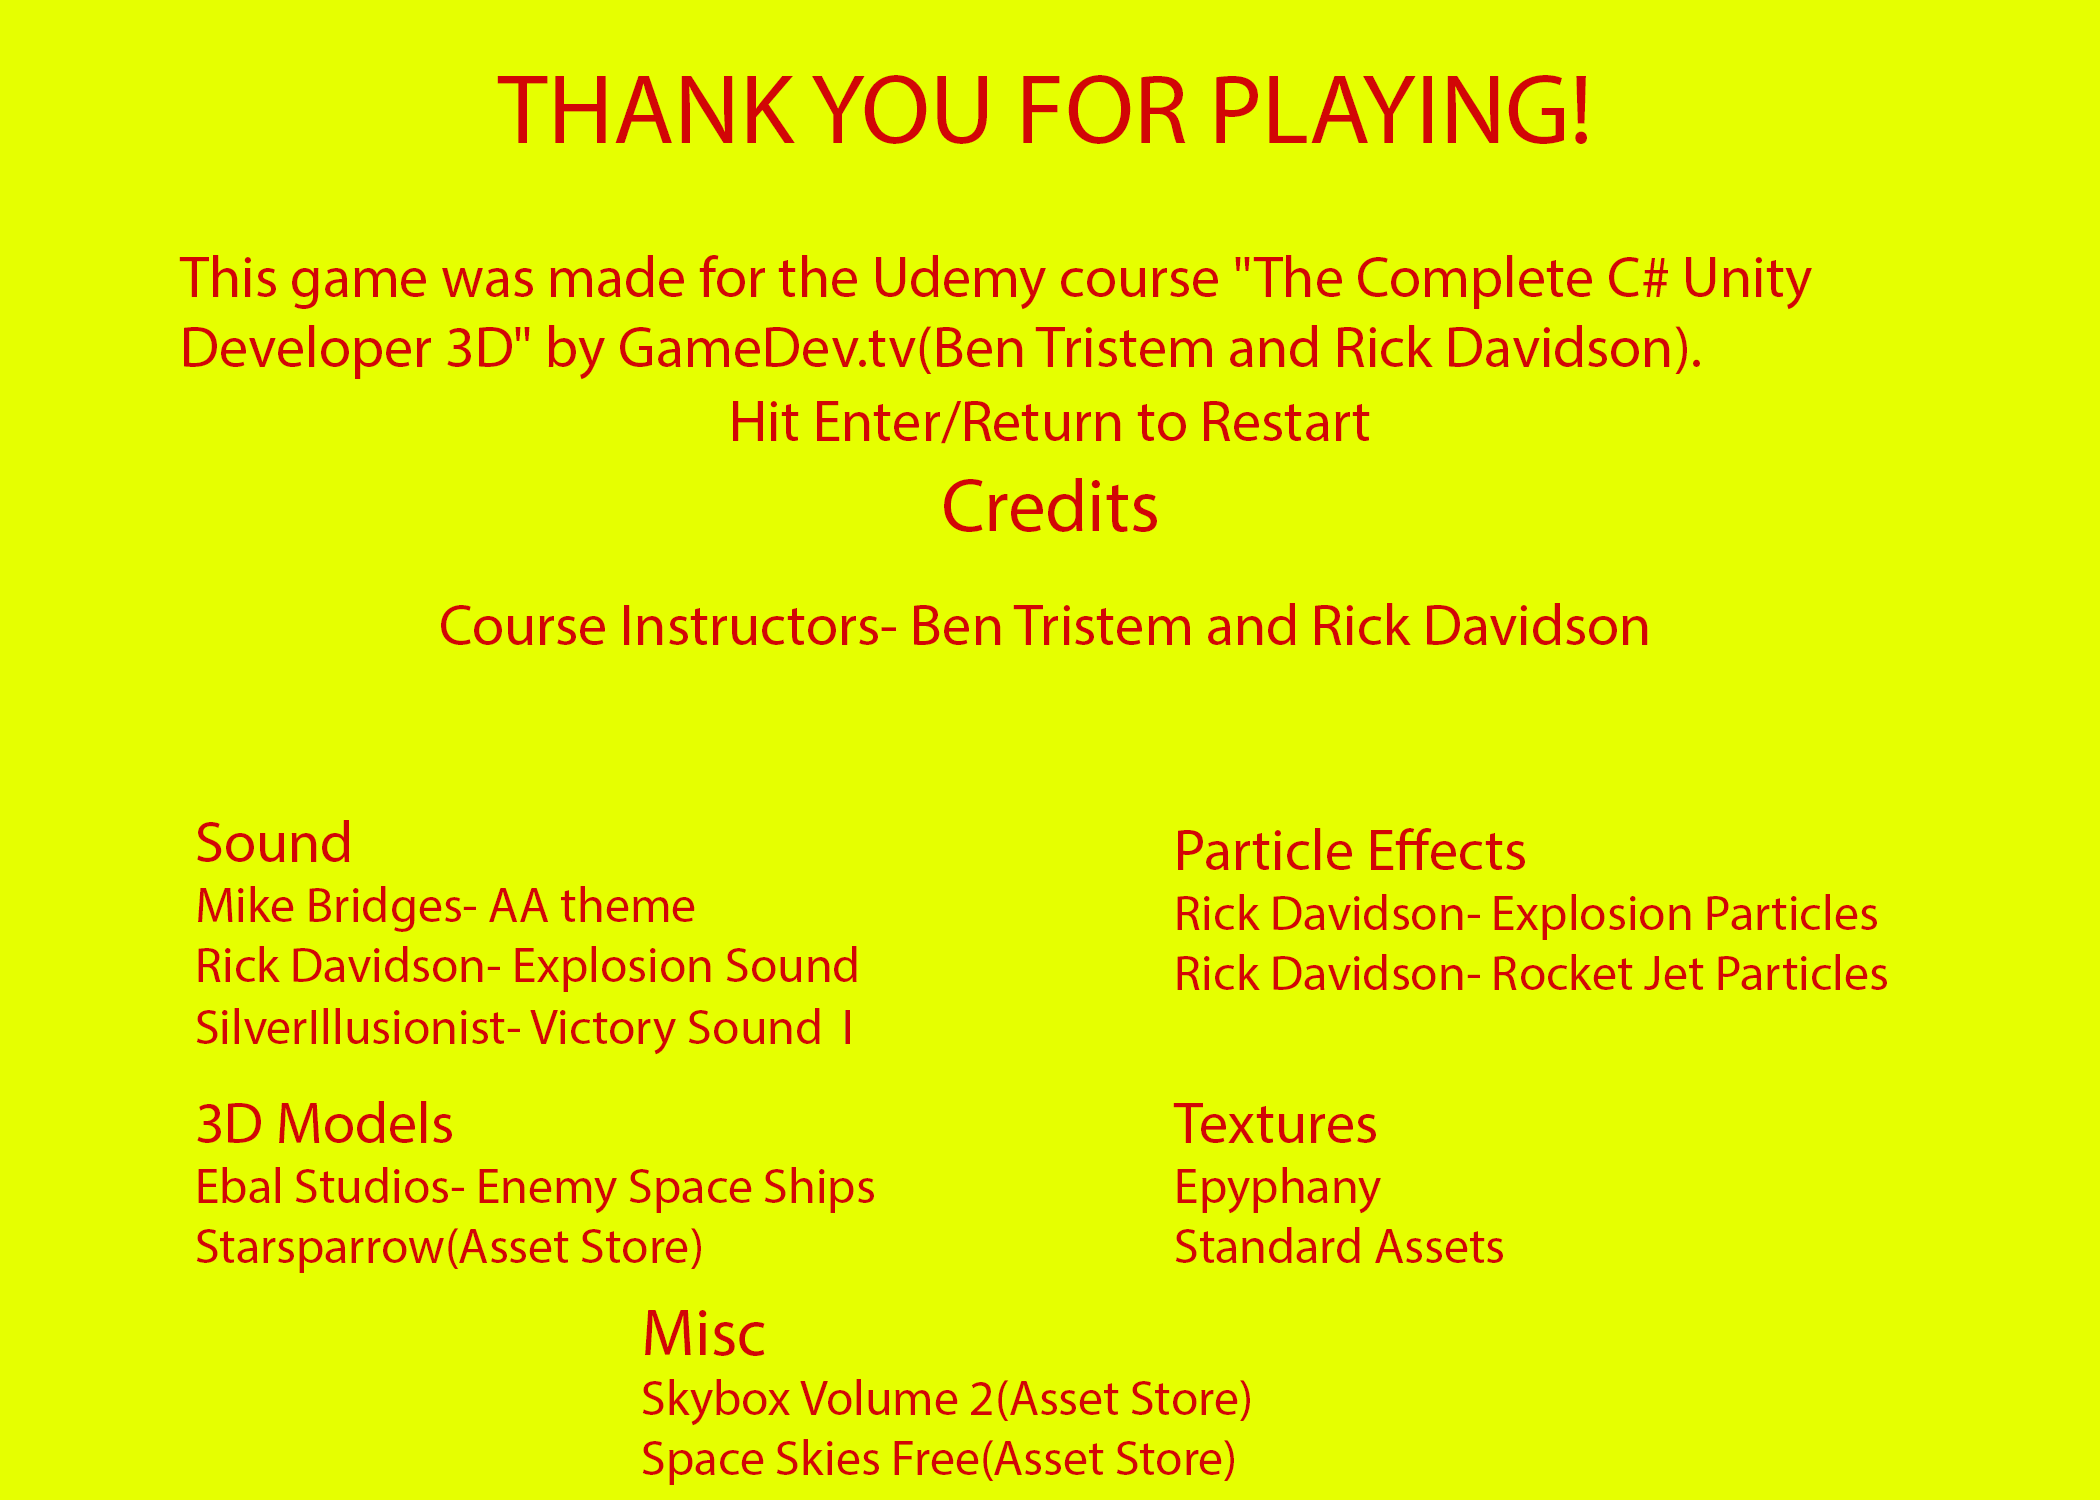 THANK YOU FOR PLAYING!
This game was made for the Udemy course "The Complete C# Unity
Developer 3D" by GameDev.tv(Ben Tristem and Rick Davidson).
Hit Enter/Return to Restart
Credits
Course Instructors- Ben Tristem and Rick Davidson
Sound
Mike Bridges- AA theme
Rick Davidson- Explosion Sound
SilverIllusionist- Victory Sound  I
Particle Effects
Rick Davidson- Explosion Particles
Rick Davidson- Rocket Jet Particles
3D Models
Ebal Studios- Enemy Space Ships
Starsparrow(Asset Store)
Textures
Epyphany
Standard Assets
Misc
Skybox Volume 2(Asset Store)
Space Skies Free(Asset Store)